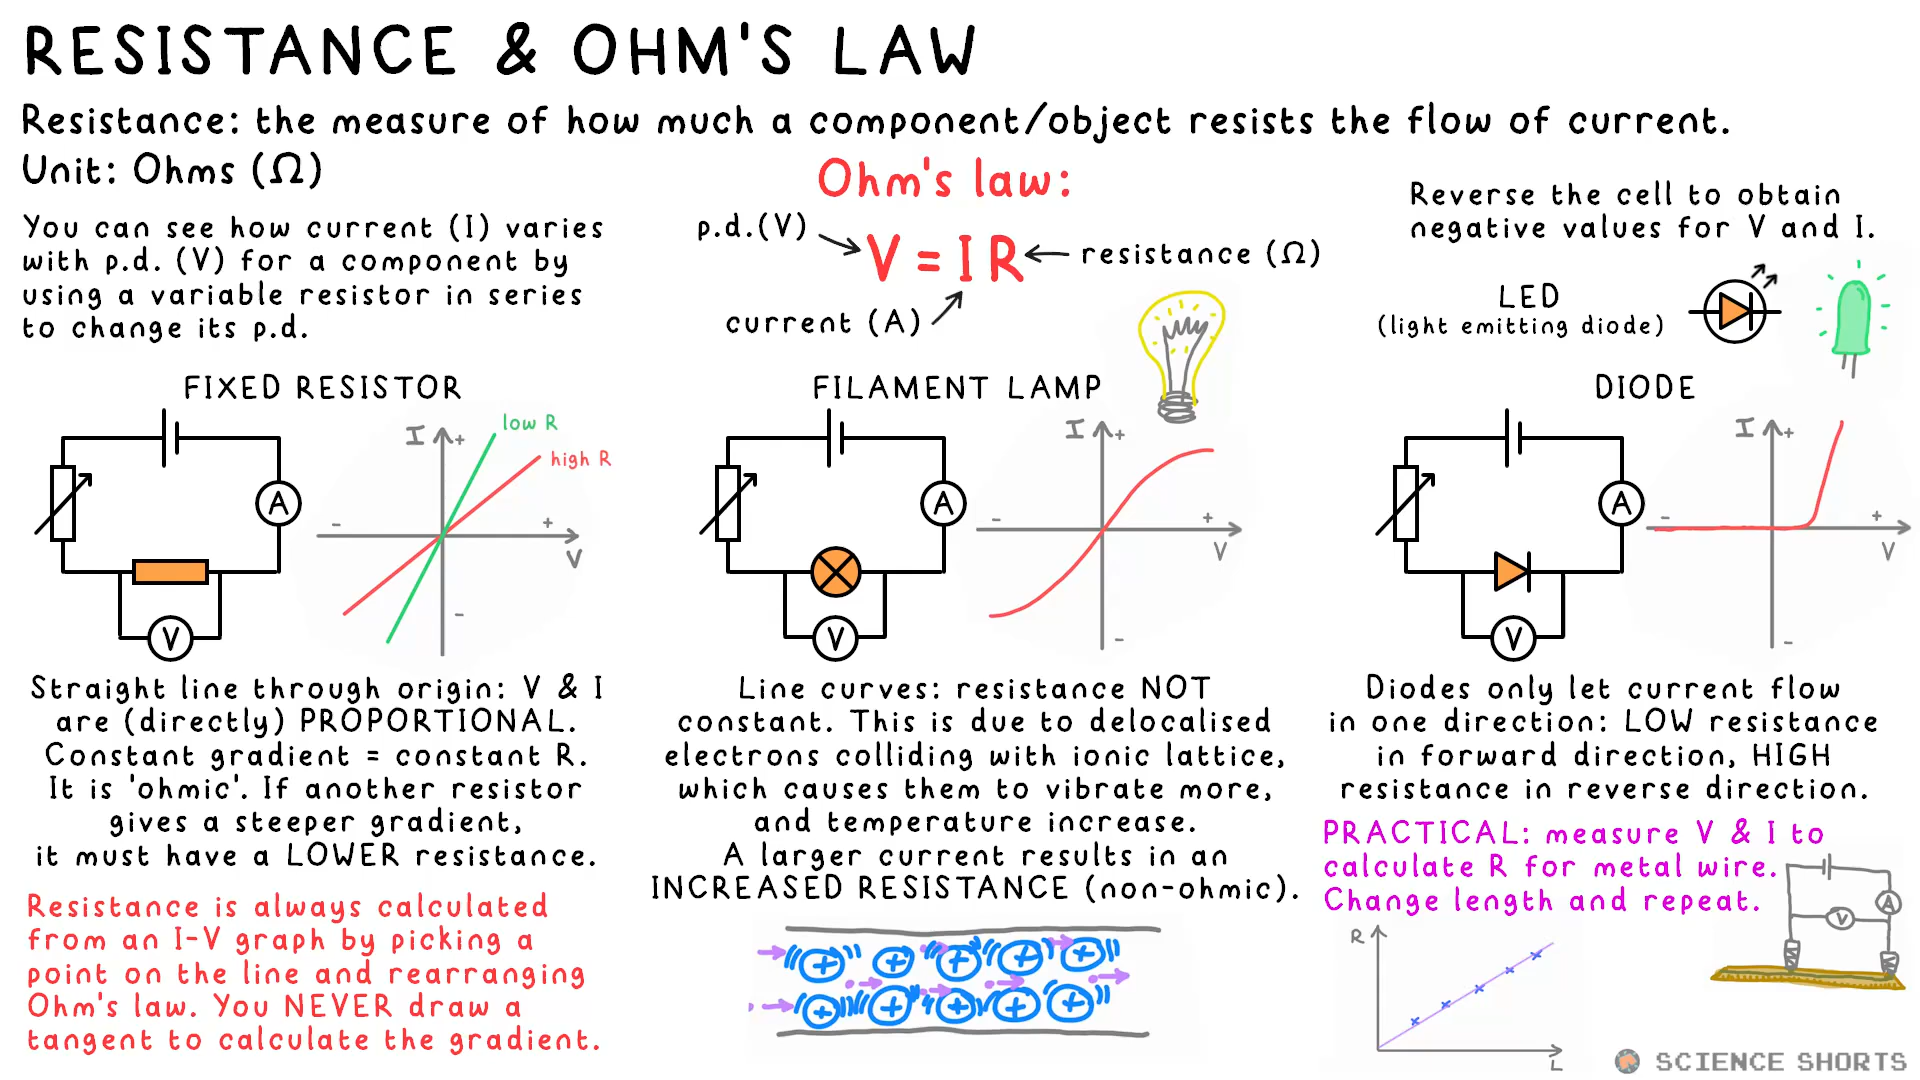 RESISTANCE & OHM'S LAW
Resistance: the measure of how much a component/object resists the flow of current.
Unit: Ohms (Ω)
You can see how current (I) varies
with p.d. (V) for a component by
using a variable resistor in series
to change its p.d.
Ohm's law:
p.d.(V)
V = I R
resistance (Ω)
current (A)
Reverse the cell to obtain
negative values for V and I.
LED
(light emitting diode)
FIXED RESISTOR
A
V
I
+
low R
high R
-
+
V
-
Straight line through origin: V & I
are (directly) PROPORTIONAL.
Constant gradient = constant R.
It is 'ohmic'. If another resistor
gives a steeper gradient,
it must have a LOWER resistance.
Resistance is always calculated
from an I-V graph by picking a
point on the line and rearranging
Ohm's law. You NEVER draw a
tangent to calculate the gradient.
FILAMENT LAMP
A
V
I
+
-
+
V
-
Line curves: resistance NOT
constant. This is due to delocalised
electrons colliding with ionic lattice,
which causes them to vibrate more,
and temperature increase.
A larger current results in an
INCREASED RESISTANCE (non-ohmic).
+ + + + +
+ + + + +
DIODE
A
V
I
+
-
+
V
-
Diodes only let current flow
in one direction: LOW resistance
in forward direction, HIGH
resistance in reverse direction.
PRACTICAL: measure V & I to
calculate R for metal wire.
Change length and repeat.
A
V
R
L
SCIENCE SHORTS